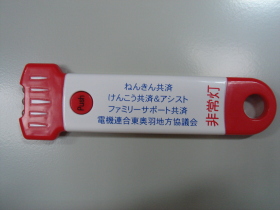 ねんきん共済
けんこう共済&アシスト
ファミリーサポート共済
電機連合東奥羽地方協議会
Push
非常灯